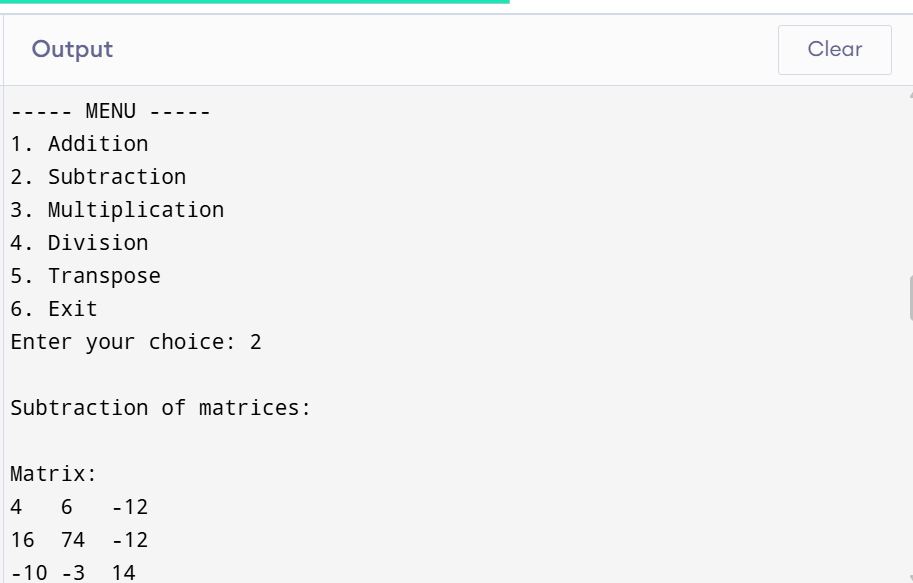 Output
Clear
----- MENU -----
1. Addition
2. Subtraction
3. Multiplication
4. Division
5. Transpose
6. Exit
Enter your choice: 2
Subtraction of matrices:
Matrix:
4   6   -12
16  74  -12
-10 -3  14